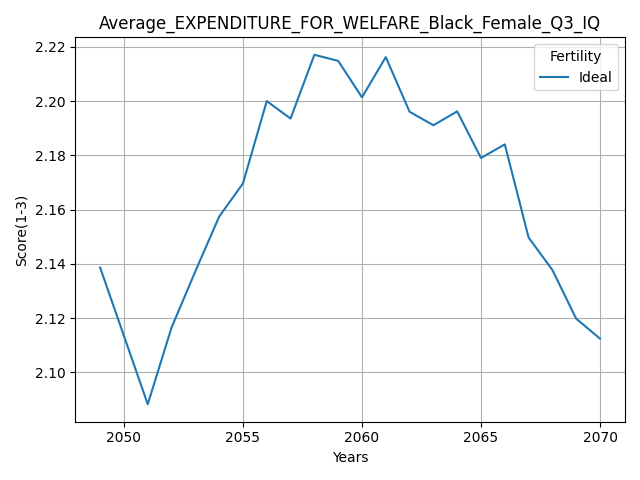 Average_EXPENDITURE_FOR_WELFARE_Black_Female_Q3_IQ
Fertility
Ideal
Score(1-3)
2.22
2.20
2.18
2.16
2.14
2.12
2.10
2050
2055
2060
2065
2070
Years